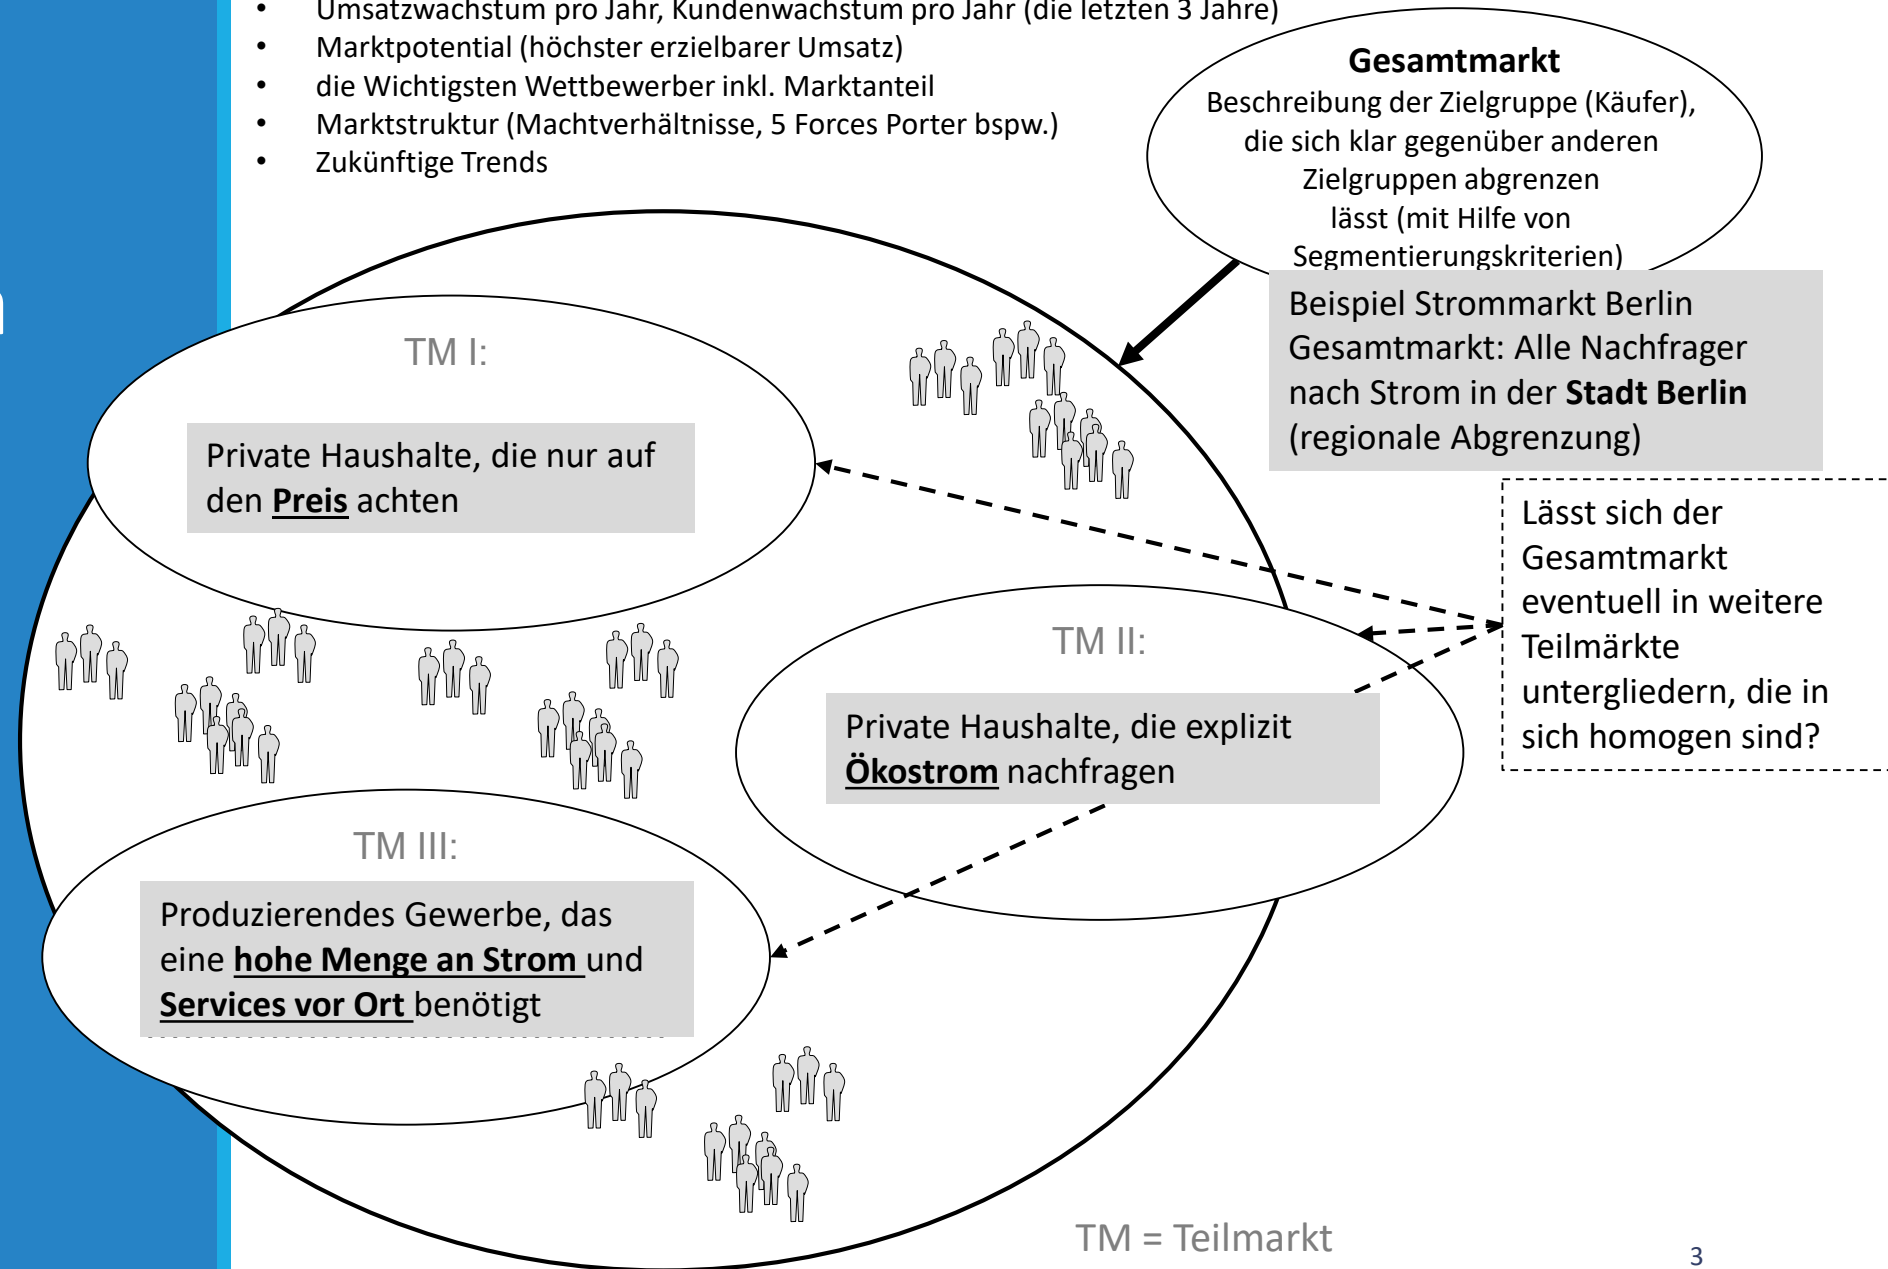 • Umsatzwachstum pro Jahr, Kundenwachstum pro Jahr (die letzten 3 Jahre)
• Marktpotential (höchster erzielbarer Umsatz)
• die Wichtigsten Wettbewerber inkl. Marktanteil
• Marktstruktur (Machtverhältnisse, 5 Forces Porter bspw.)
• Zukünftige Trends
Gesamtmarkt
Beschreibung der Zielgruppe (Käufer),
die sich klar gegenüber anderen
Zielgruppen abgrenzen
lässt (mit Hilfe von
Segmentierungskriterien)
Beispiel Strommarkt Berlin
Gesamtmarkt: Alle Nachfrager
nach Strom in der Stadt Berlin
(regionale Abgrenzung)
TM I:
Private Haushalte, die nur auf
den Preis achten
Lässt sich der
Gesamtmarkt
eventuell in weitere
Teilmärkte
untergliedern, die in
sich homogen sind?
TM II:
Private Haushalte, die explizit
Ökostrom nachfragen
TM III:
Produzierendes Gewerbe, das
eine hohe Menge an Strom und
Services vor Ort benötigt
TM = Teilmarkt
3